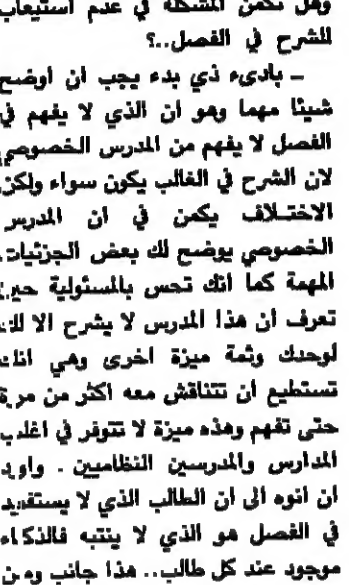 وهل تكمن المشكلة في عدم استيعاب
للشرح في الفصل..؟
ـ بادىء ذي بدء يجب ان اوضح
شيئا مهما وهو ان الذي لا يفهم في
الفصل لا يفهم من المدرس الخصوصي
لان الشرح في الغالب يكون سواء ولكن
الاختـلاف يكمن في ان المدرس
الخصوصي يوضح لك بعض الجزئيات
المهمة كما انك تحس بالمسئولية حين
تعرف ان هذا المدرس لا يشرح الا لك
لوحدك وثمة ميزة اخرى وهي انك
تستطيع ان تتناقش معه اكثر من مرة
حتى تفهم وهذه ميزة لا تتوفر في اغلب
المدارس والمدرسين النظاميين . واود
ان انوه الى ان الطالب الذي لا يستفيد
في الفصل هو الذي لا ينتبه فالذكاء
موجود عند كل طالب.. هذا جانب ومن